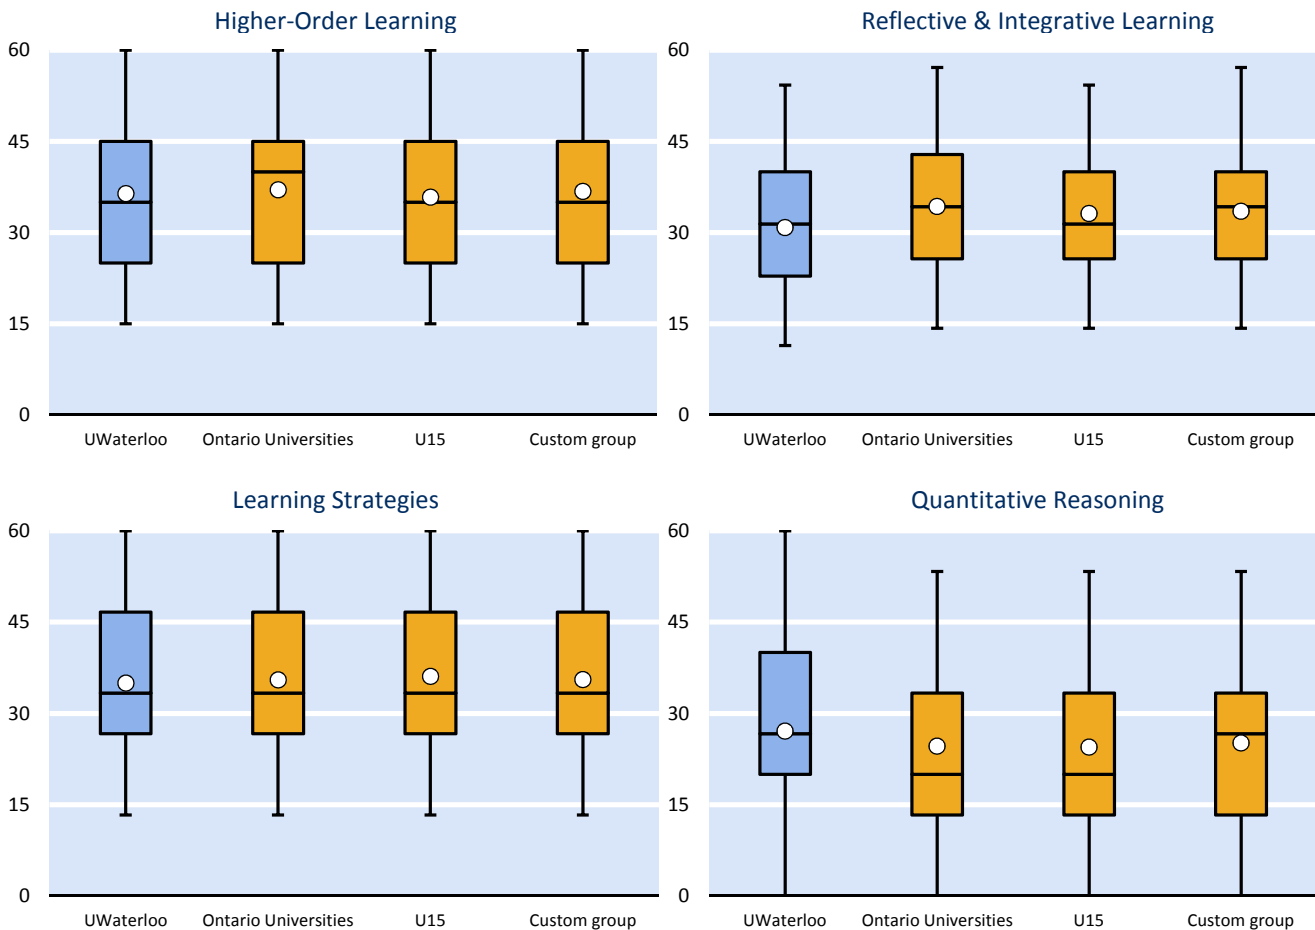 Higher-Order Learning
60
45
30
15
0
UWaterloo Ontario Universities U15 Custom group
Reflective & Integrative Learning
60
45
30
15
0
UWaterloo Ontario Universities U15 Custom group
Learning Strategies
60
45
30
15
0
UWaterloo Ontario Universities U15 Custom group
Quantitative Reasoning
60
45
30
15
0
UWaterloo Ontario Universities U15 Custom group